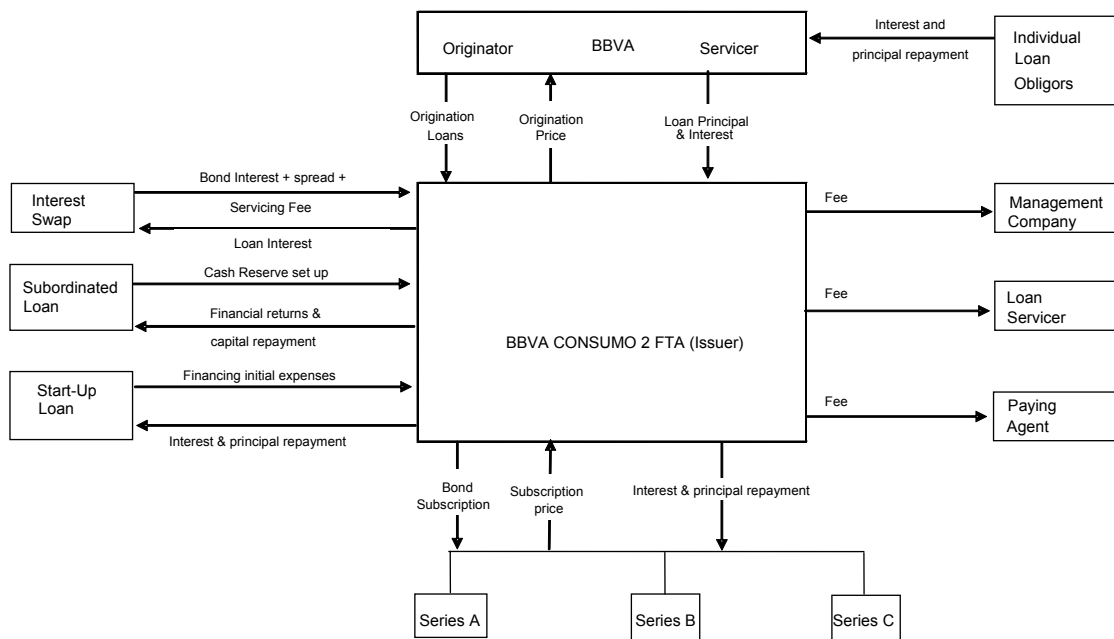 Originator BBVA Servicer
Interest and
principal repayment
Individual
Loan
Obligors
Origination
Loans
Origination
Price
Loan Principal
& Interest
Interest
Swap
Bond Interest + spread +
Servicing Fee
Loan Interest
Subordinated
Loan
Cash Reserve set up
Financial returns &
capital repayment
Start-Up
Loan
Financing initial expenses
Interest & principal repayment
BBVA CONSUMO 2 FTA (Issuer)
Fee
Management
Company
Fee
Loan
Servicer
Fee
Paying
Agent
Bond
Subscription
Subscription
price
Interest & principal repayment
Series A
Series B
Series C